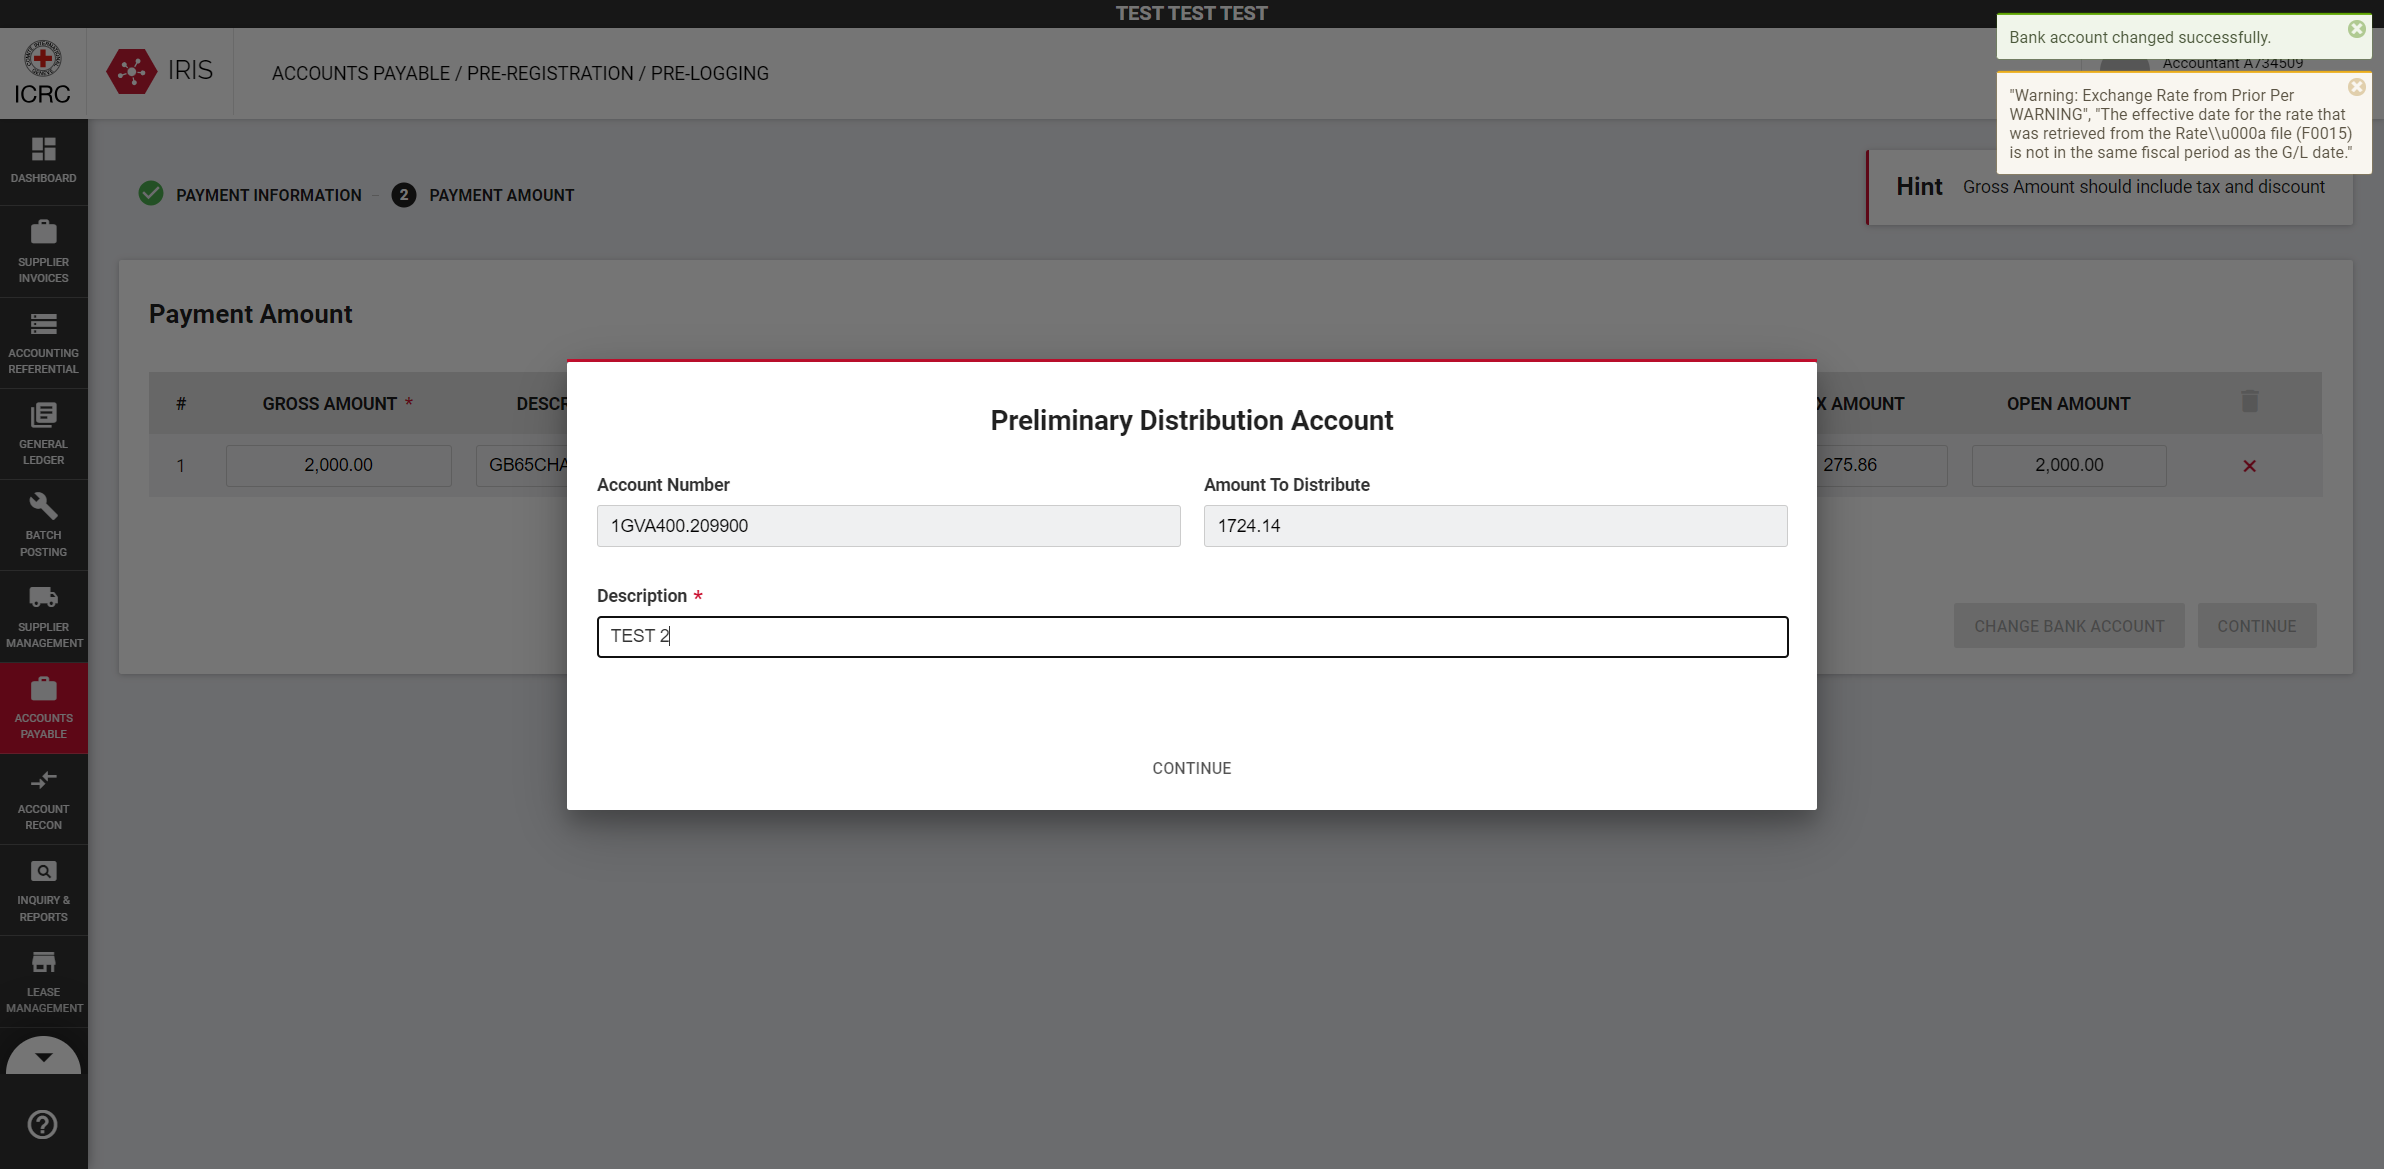 TEST TEST TEST
ICRC
IRIS
ACCOUNTS PAYABLE / PRE-REGISTRATION / PRE-LOGGING
Bank account changed successfully.
Accountant A734509
"Warning: Exchange Rate from Prior Per
WARNING", "The effective date for the rate that
was retrieved from the Rate\\u000a file (F0015)
is not in the same fiscal period as the G/L date."
Hint Gross Amount should include tax and discount
DASHBOARD
SUPPLIER
INVOICES
ACCOUNTING
REFERENTIAL
GENERAL
LEDGER
BATCH
POSTING
SUPPLIER
MANAGEMENT
ACCOUNTS
PAYABLE
ACCOUNT
RECON
INQUIRY &
REPORTS
LEASE
MANAGEMENT
PAYMENT INFORMATION - 2 PAYMENT AMOUNT
Payment Amount
# GROSS AMOUNT * DESCR X AMOUNT OPEN AMOUNT
1 2,000.00 GB65CHA 275.86 2,000.00
CHANGE BANK ACCOUNT CONTINUE
Preliminary Distribution Account
Account Number Amount To Distribute
1GVA400.209900 1724.14
Description *
TEST 2
CONTINUE